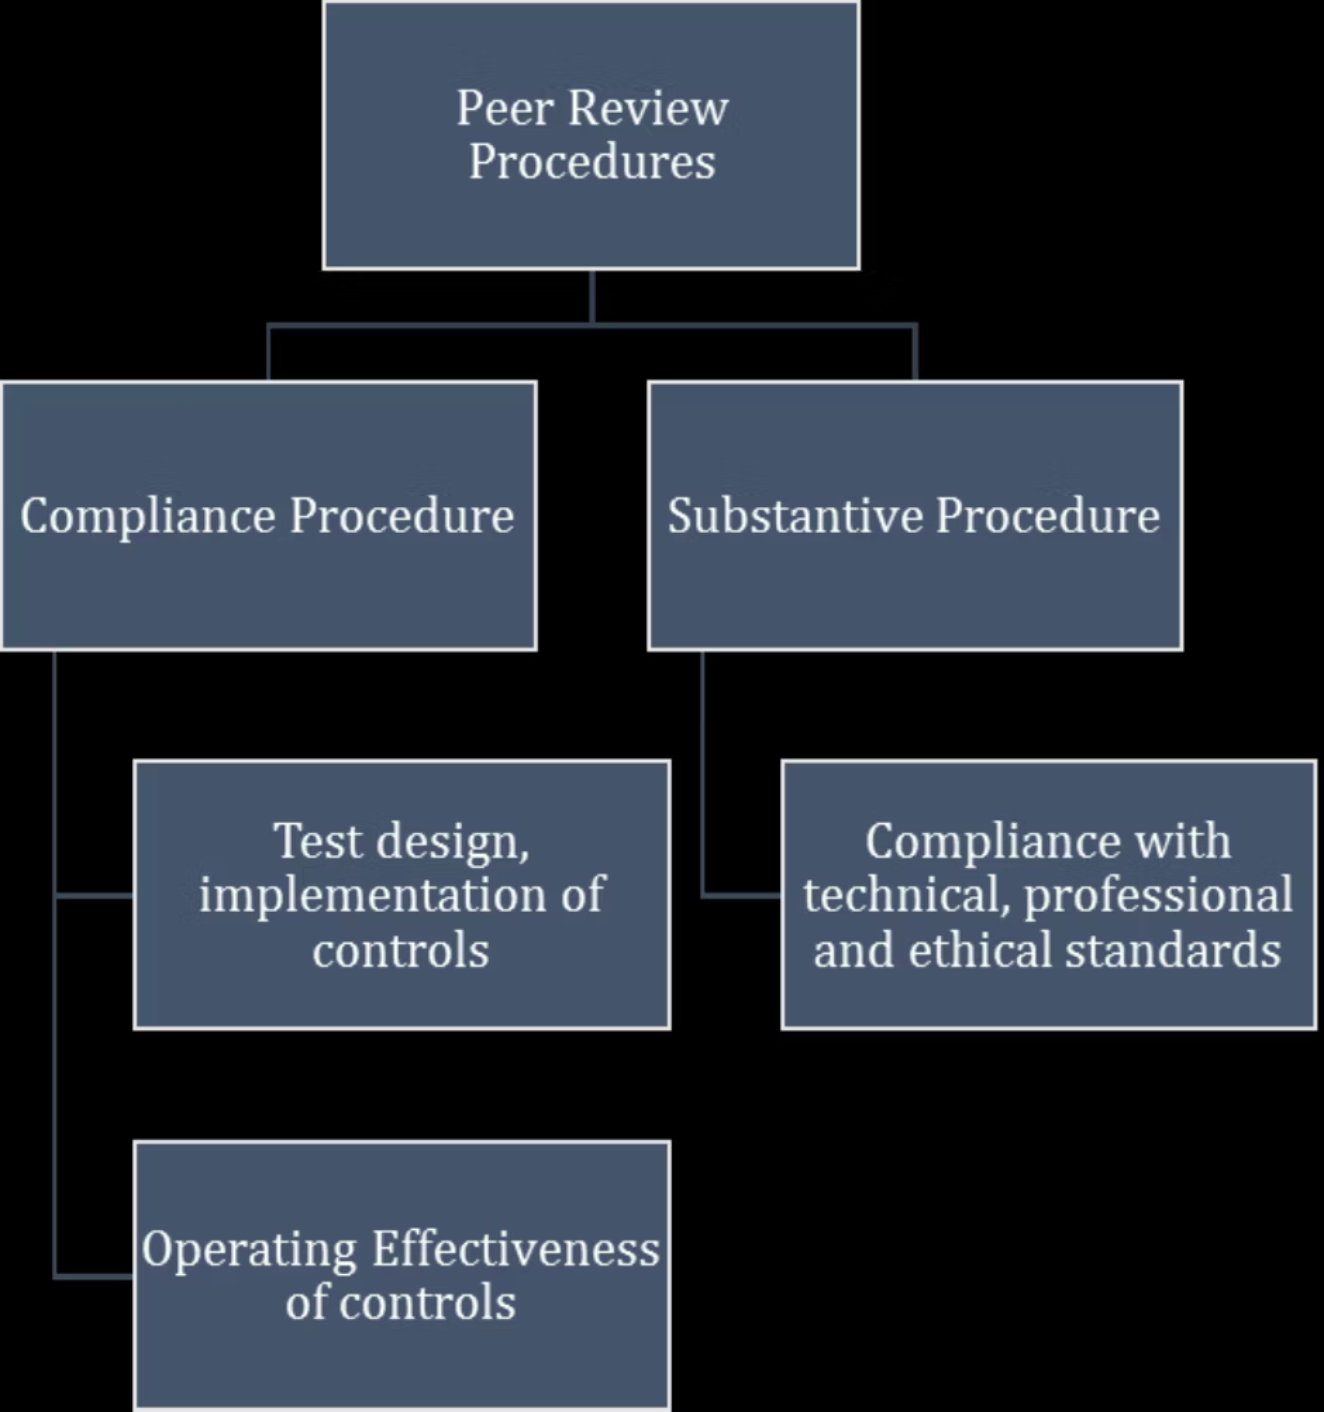 Peer Review
Procedures
Compliance Procedure
Substantive Procedure
Test design,
implementation of
controls
Compliance with
technical, professional
and ethical standards
Operating Effectiveness
of controls